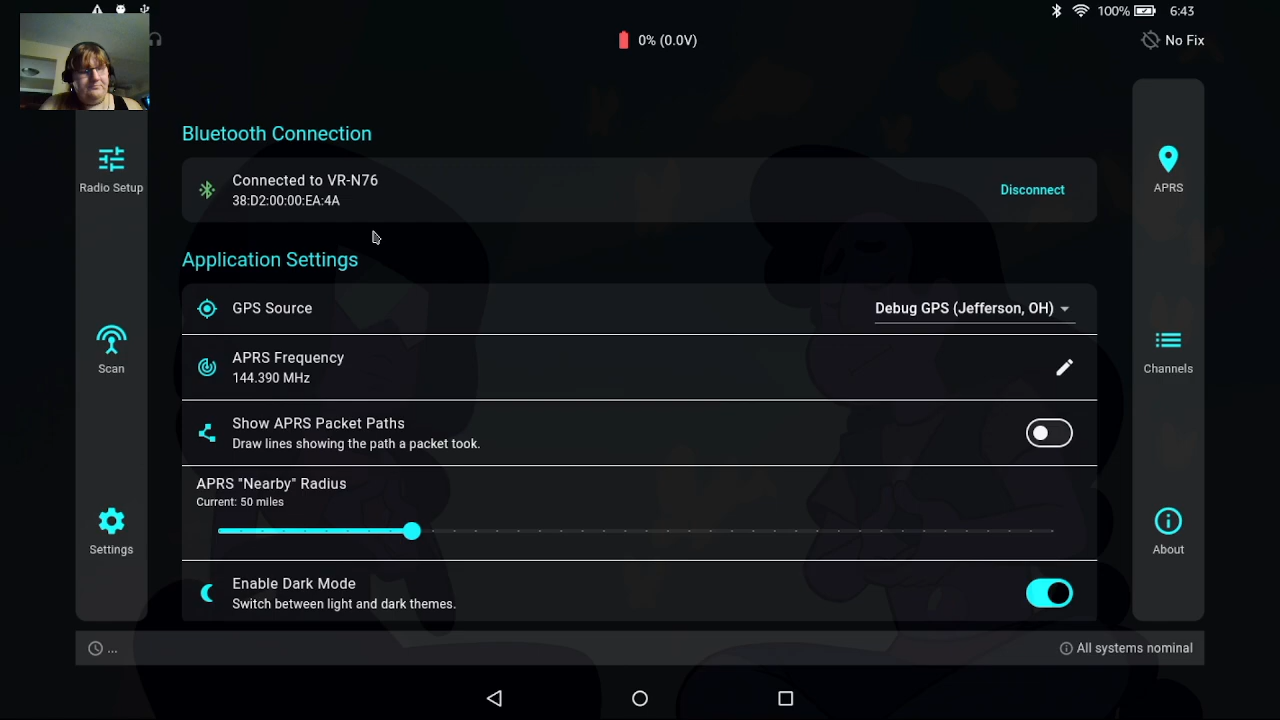 100%
6:43
0% (0.0V)
No Fix
Bluetooth Connection
Connected to VR-N76
38:D2:00:00:EA:4A
Disconnect
Radio Setup
APRS
Application Settings
GPS Source
Debug GPS (Jefferson, OH)
APRS Frequency
144.390 MHz
Scan
Channels
Show APRS Packet Paths
Draw lines showing the path a packet took.
APRS "Nearby" Radius
Current: 50 miles
Settings
About
Enable Dark Mode
Switch between light and dark themes.
...
All systems nominal